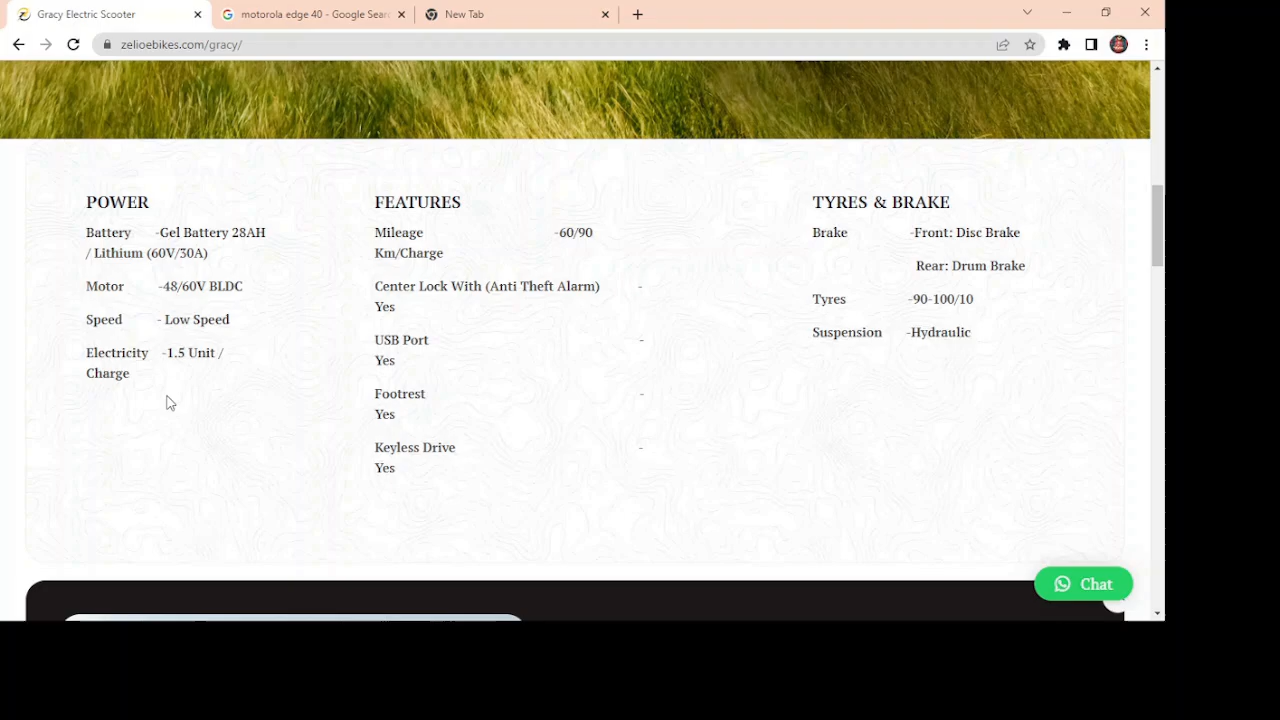 Gracy Electric Scooter
motorola edge 40 - Google Sear
New Tab
zelioebikes.com/gracy/
POWER
Battery -Gel Battery 28AH
/ Lithium (60V/30A)
Motor -48/60V BLDC
Speed - Low Speed
Electricity -1.5 Unit /
Charge
FEATURES
Mileage -60/90
Km/Charge
Center Lock With (Anti Theft Alarm) -
Yes
USB Port -
Yes
Footrest -
Yes
Keyless Drive -
Yes
TYRES & BRAKE
Brake -Front: Disc Brake
Rear: Drum Brake
Tyres -90-100/10
Suspension -Hydraulic
Chat